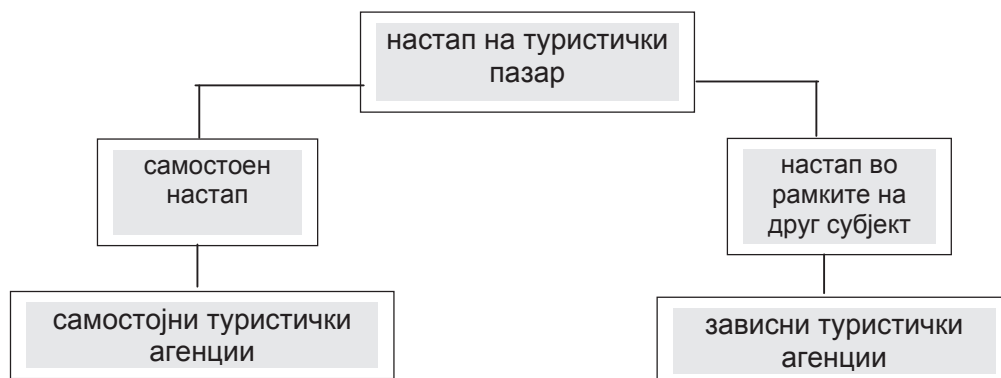 настап на туристички
пазар
самостоен
настап
настап во
рамките на
друг субјект
самостојни туристички
агенции
зависни туристички
агенции